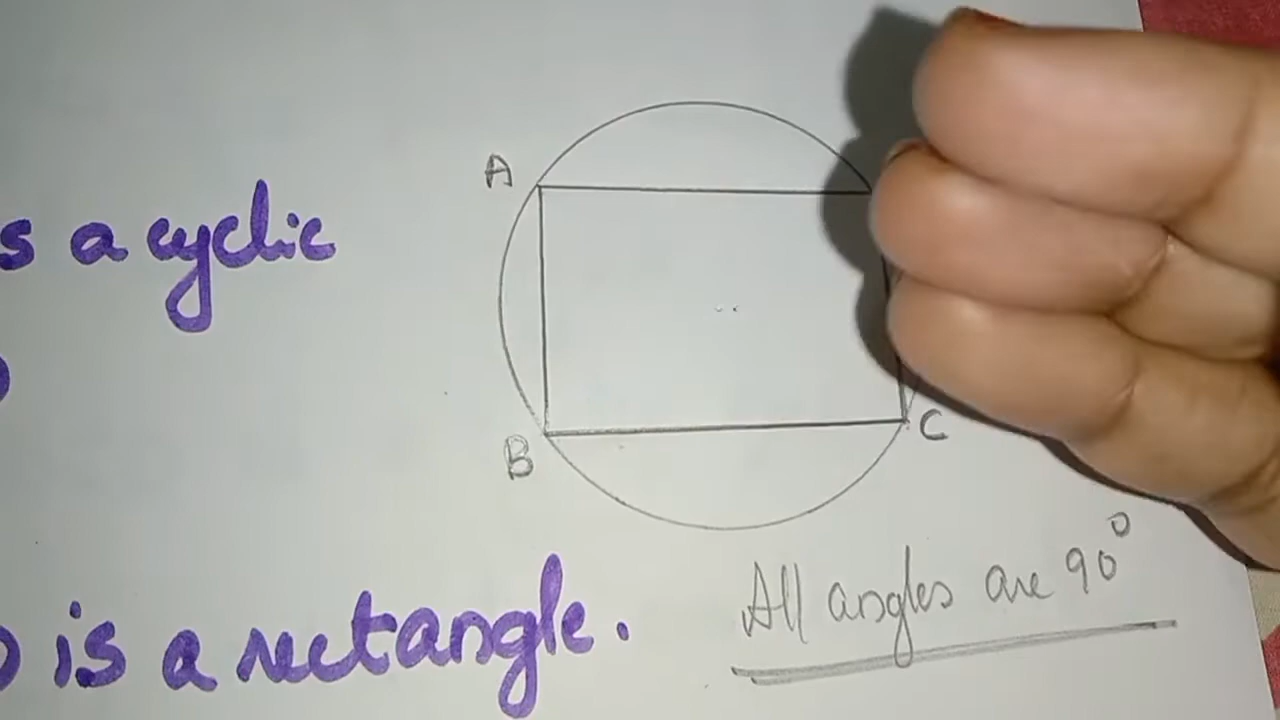 A
s a cyclic
C
B
All angles are 90°
is a rectangle.